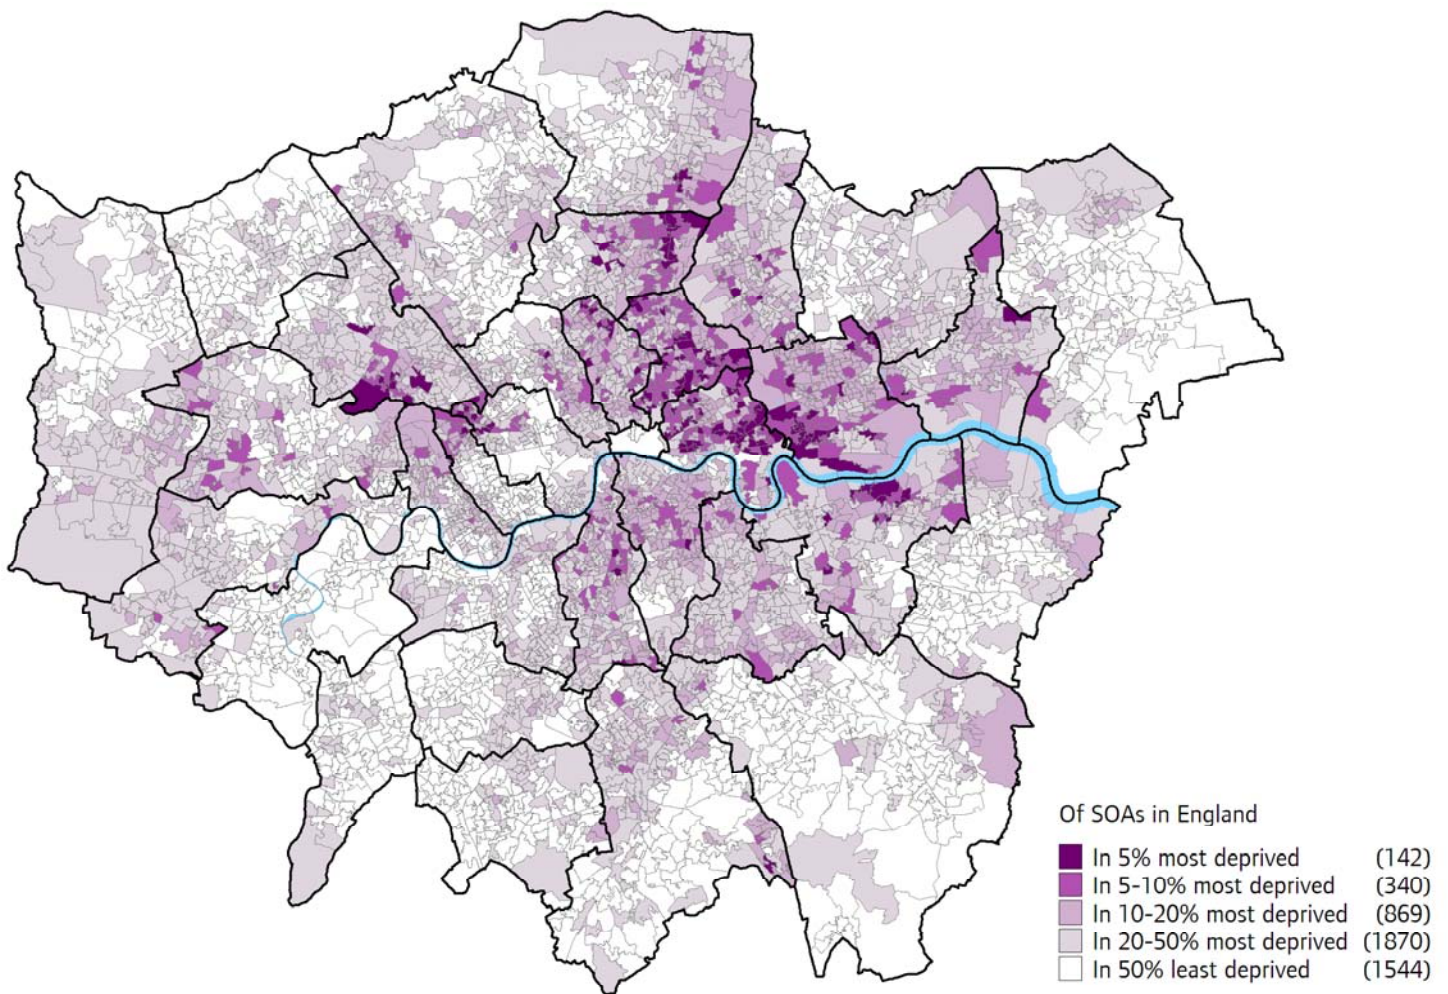 Of SOAs in England
In 5% most deprived (142)
In 5-10% most deprived (340)
In 10-20% most deprived (869)
In 20-50% most deprived (1870)
In 50% least deprived (1544)